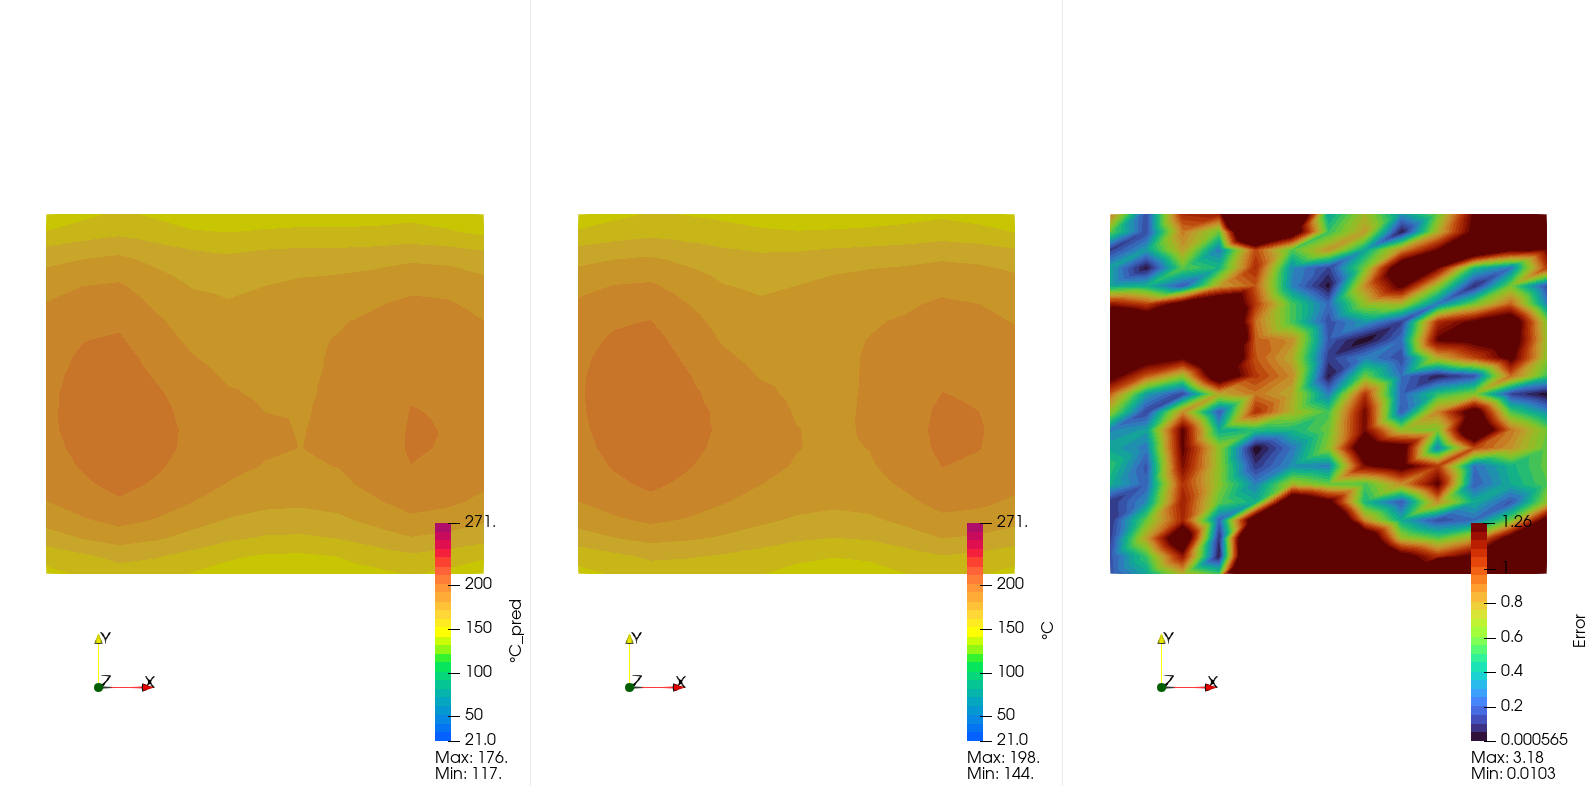 271.
200
150
100
50
21.0
°C_pred
Max: 176.
Min: 117.
Y
Z
X
271.
200
150
100
50
21.0
°C
Max: 198.
Min: 144.
Y
Z
X
1.26
1
0.8
0.6
0.4
0.2
0.000565
Error
Max: 3.18
Min: 0.0103
Y
Z
X